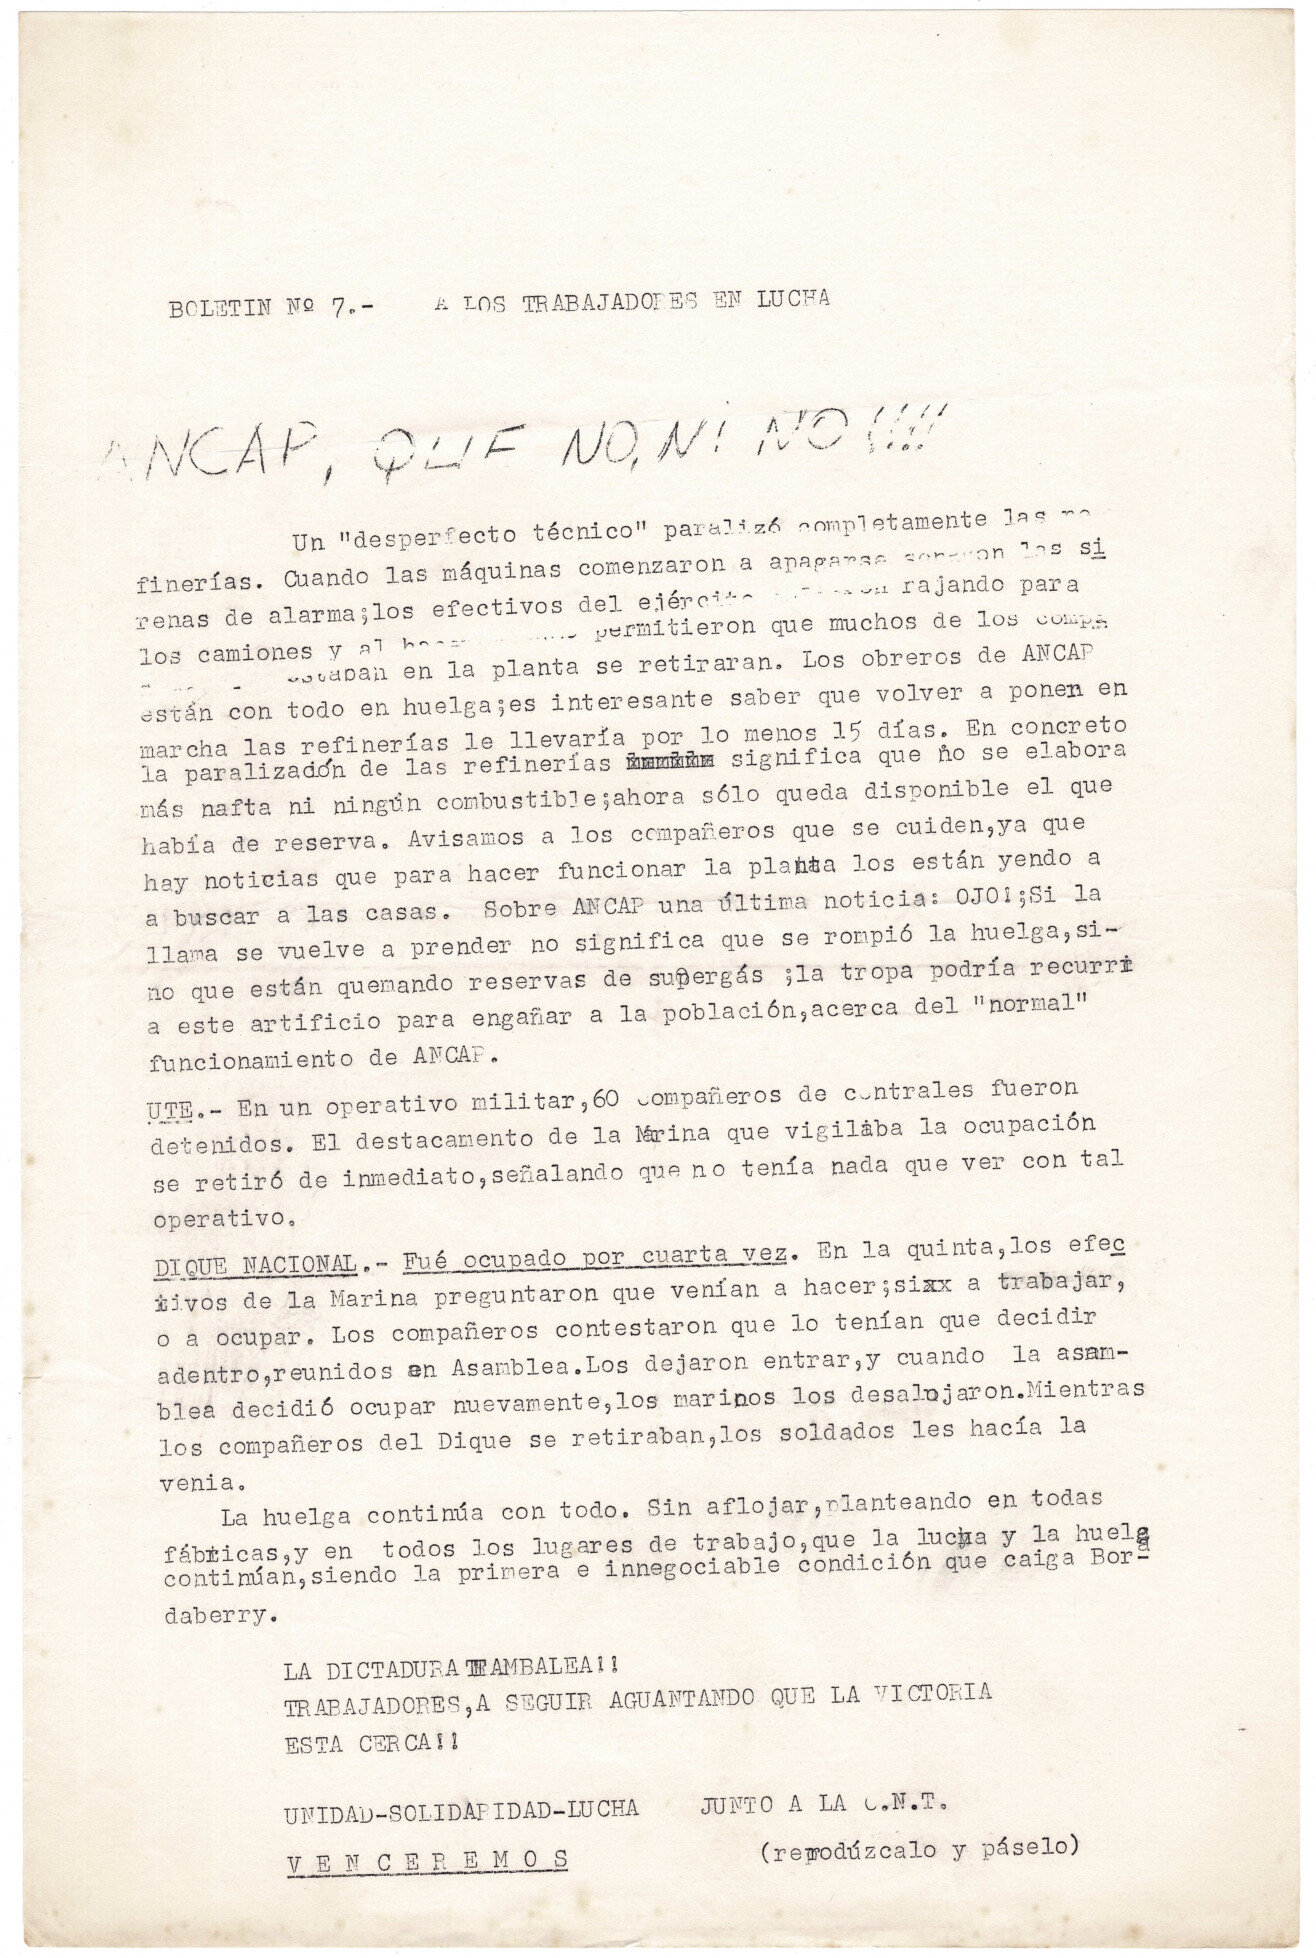 BOLETIN Nº 7.-    A LOS TRABAJADORES EN LUCHA
ANCAP, QUE NO, NI NO!!!!
Un "desperfecto técnico" paralizó completamente las re
finerías. Cuando las máquinas comenzaron a apagarse sonaron las si
renas de alarma;los efectivos del ejército rajando para
los camiones y al permitieron que muchos de los compa
estaban en la planta se retiraran. Los obreros de ANCAP
están con todo en huelga;es interesante saber que volver a ponen en
marcha las refinerías le llevaría por lo menos 15 días. En concreto
la paralización de las refinerías significa que no se elabora
más nafta ni ningún combustible;ahora sólo queda disponible el que
había de reserva. Avisamos a los compañeros que se cuiden,ya que
hay noticias que para hacer funcionar la planta los están yendo a
a buscar a las casas.  Sobre ANCAP una última noticia: OJO!;Si la
llama se vuelve a prender no significa que se rompió la huelga,si-
no que están quemando reservas de supergás ;la tropa podría recurri
a este artificio para engañar a la población,acerca del "normal"
funcionamiento de ANCAP.
UTE.- En un operativo militar,60 compañeros de centrales fueron
detenidos. El destacamento de la Marina que vigilaba la ocupación
se retiró de inmediato,señalando que no tenía nada que ver con tal
operativo.
DIQUE NACIONAL.- Fué ocupado por cuarta vez. En la quinta,los efec
tivos de la Marina preguntaron que venían a hacer;sixx a trabajar,
o a ocupar. Los compañeros contestaron que lo tenían que decidir
adentro,reunidos en Asamblea.Los dejaron entrar,y cuando  la asam-
blea decidió ocupar nuevamente,los marinos los desalojaron.Mientras
los compañeros del Dique se retiraban,los soldados les hacía la
venia.
La huelga continúa con todo. Sin aflojar,planteando en todas
fábricas,y en  todos los lugares de trabajo,que la lucha y la huelga
continúan,siendo la primera e innegociable condición que caiga Bor-
daberry.
LA DICTADURA TAMBALEA!!
TRABAJADORES,A SEGUIR AGUANTANDO QUE LA VICTORIA
ESTA CERCA!!
UNIDAD-SOLIDARIDAD-LUCHA    JUNTO A LA C.N.T.
V E N C E R E M O S    (reprodúzcalo y páselo)